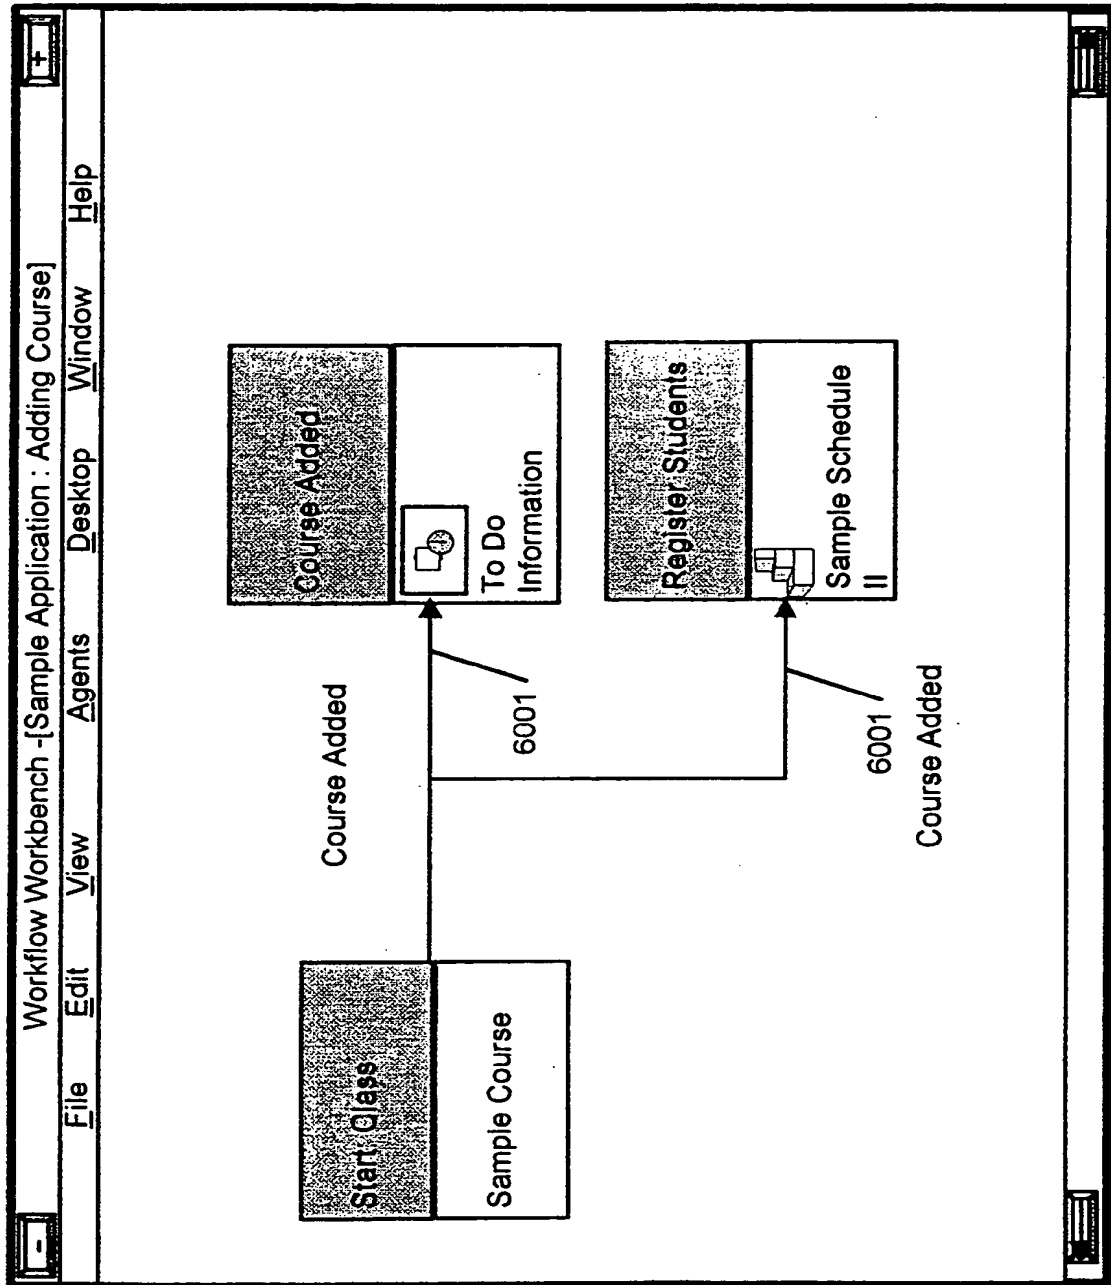 Workflow Workbench -[Sample Application : Adding Course]
File Edit View Agents Desktop Window Help
Start: Class
Sample Course
Course Added
6001
Course Added
To Do
Information
6001
Course Added
Register Students
Sample Schedule
II